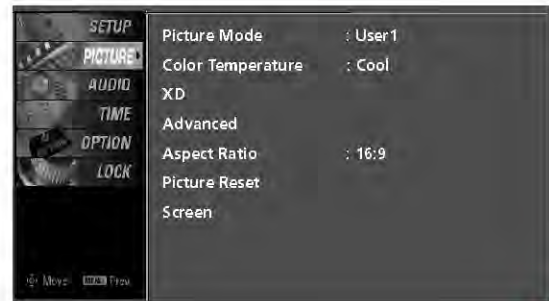 SETUP
PICTURE
AUDIO
TIME
OPTION
LOCK
Move MENU Prev.
Picture Mode : User1
Color Temperature : Cool
XD
Advanced
Aspect Ratio : 16:9
Picture Reset
Screen